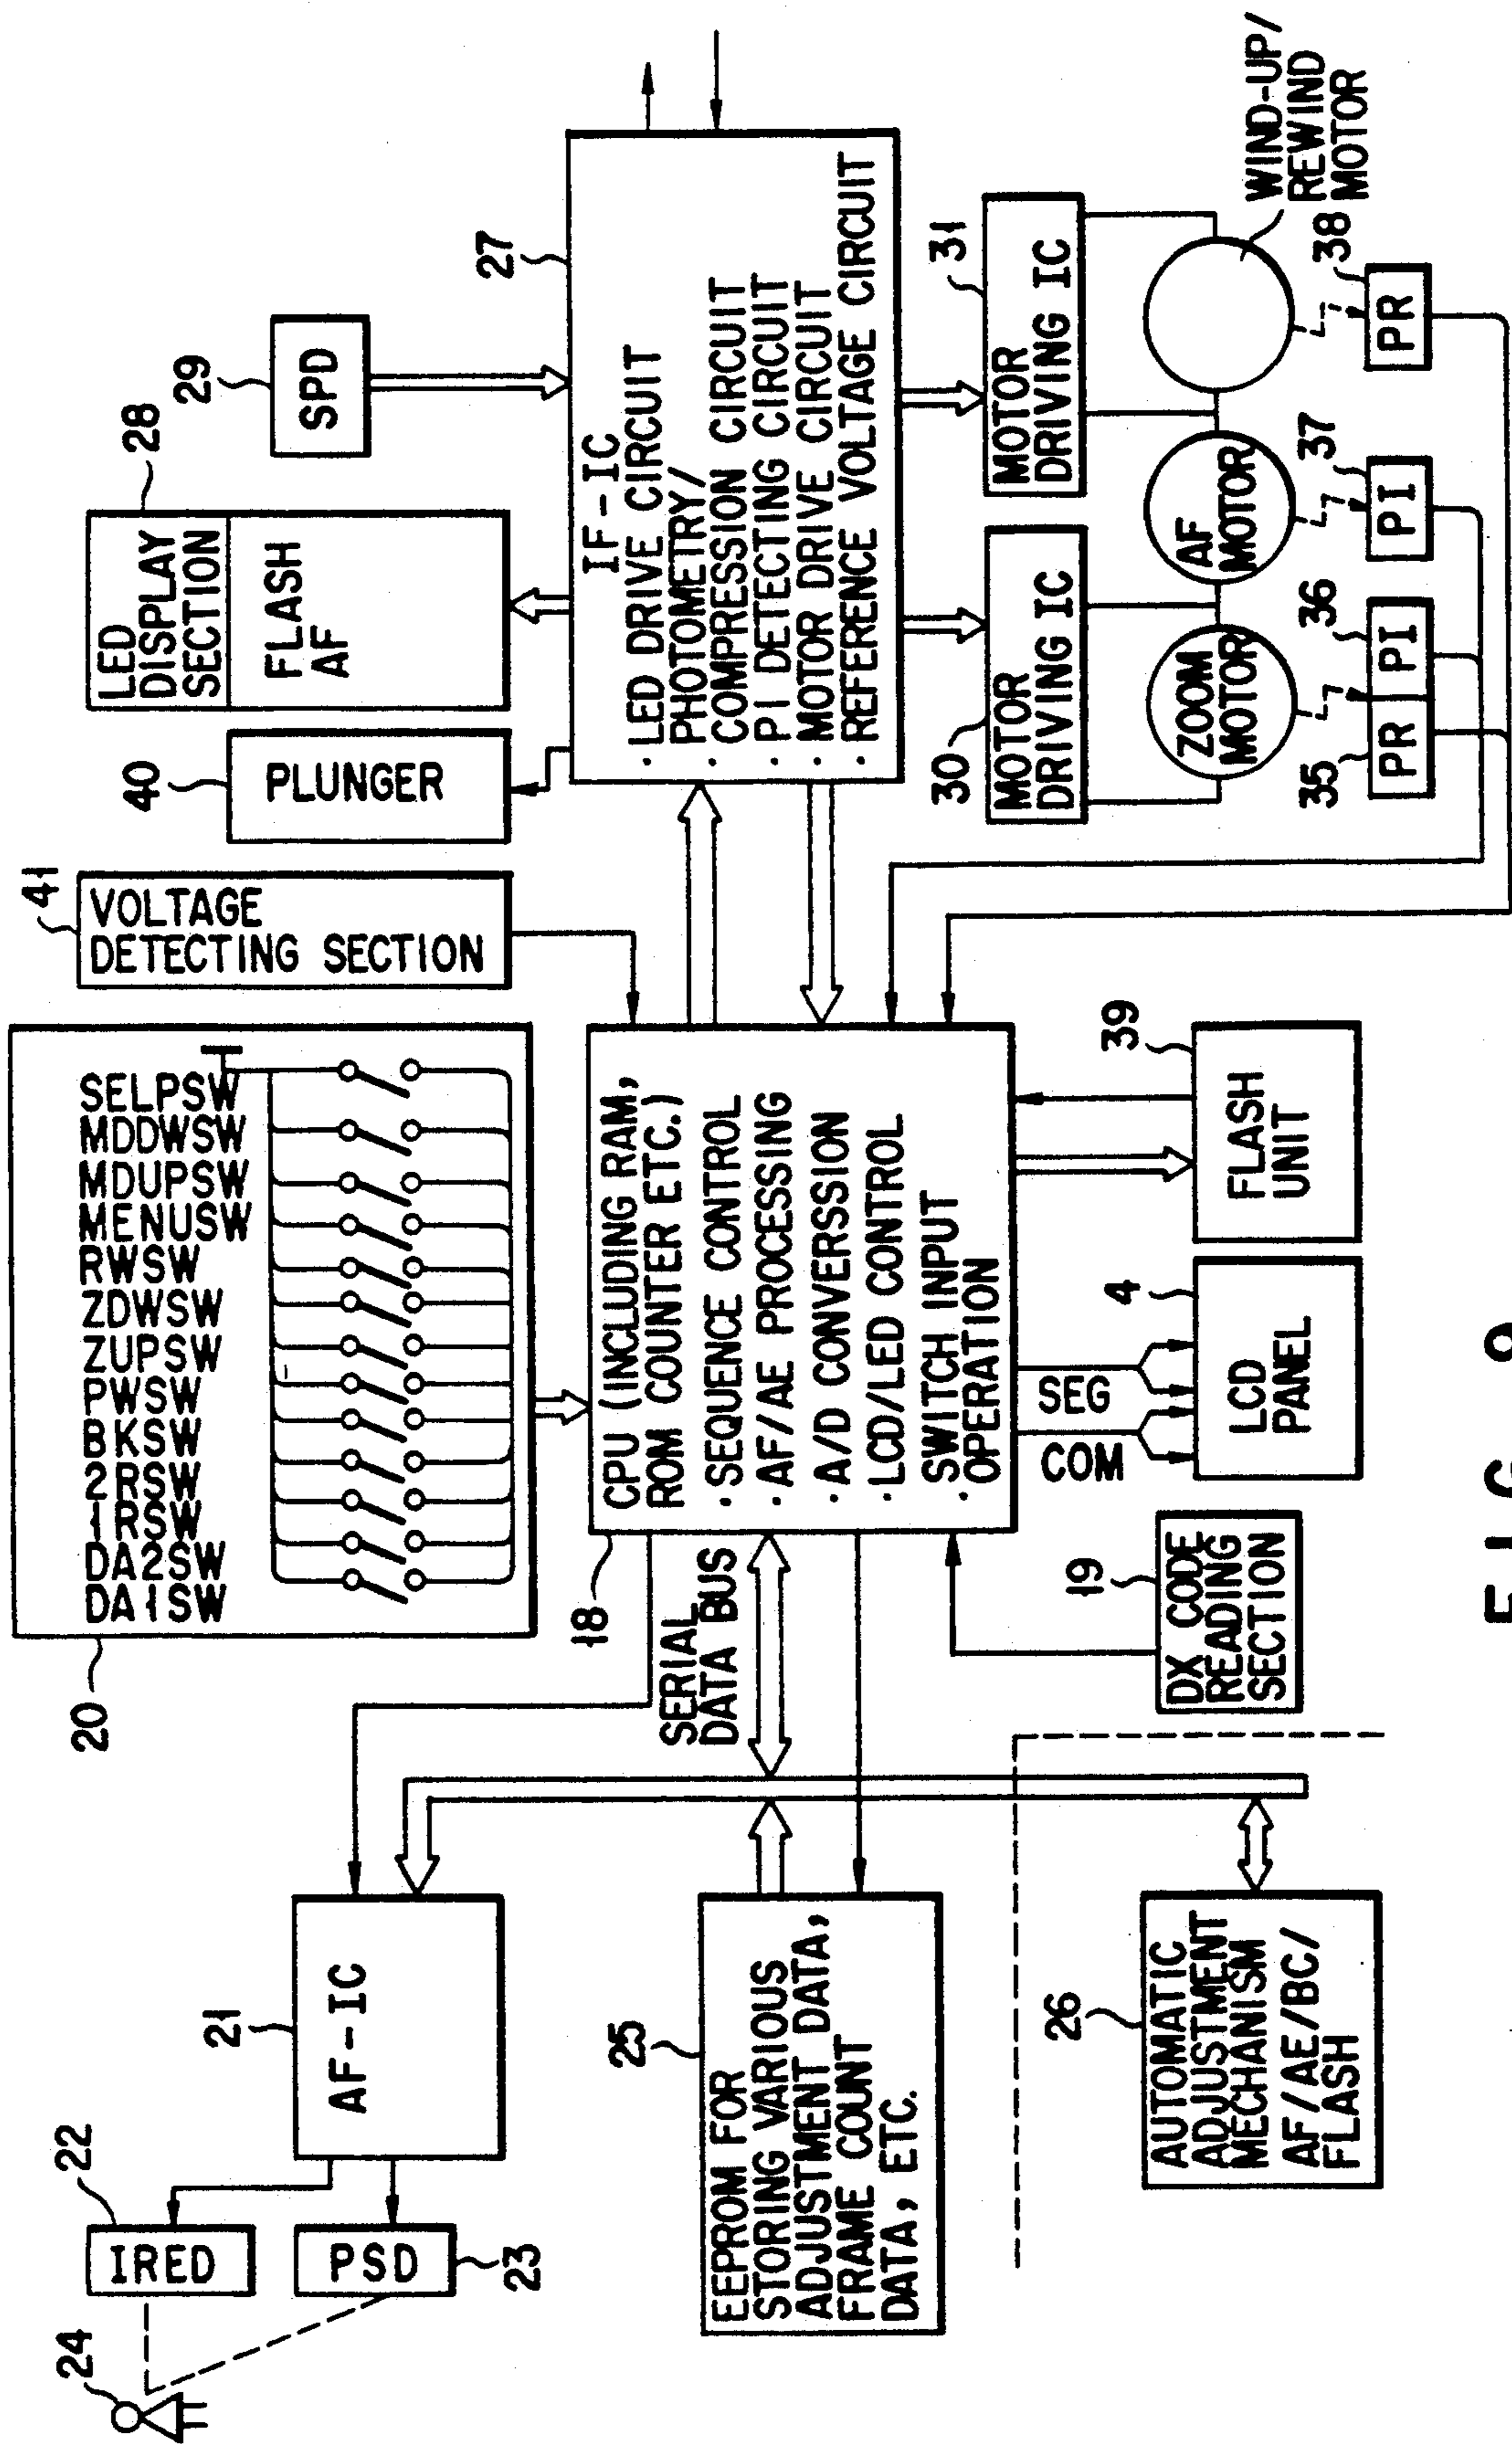 20
SELPSW
MDDWSW
MDUPSW
MENUSW
RWSW
ZDWSW
ZUPSW
PWSW
BKSW
2RSW
1RSW
DA2SW
DA1SW
41
VOLTAGE
DETECTING SECTION
40
PLUNGER
28
LED
DISPLAY
SECTION
FLASH
AF
29
SPD
24
22
IRED
PSD
23
21
AF-IC
SERIAL
DATA BUS
18
CPU (INCLUDING RAM,
ROM COUNTER ETC.)
· SEQUENCE CONTROL
· AF/AE PROCESSING
· A/D CONVERSSION
· LCD/LED CONTROL
SWITCH INPUT
· OPERATION
27
IF-IC
· LED DRIVE CIRCUIT
PHOTOMETRY/
· COMPRESSION CIRCUIT
· PI DETECTING CIRCUIT
· MOTOR DRIVE CIRCUIT
· REFERENCE VOLTAGE CIRCUIT
25
EEPROM FOR
STORING VARIOUS
ADJUSTMENT DATA,
FRAME COUNT
DATA, ETC.
26
AUTOMATIC
ADJUSTMENT
MECHANISM
AF/AE/BC/
FLASH
19
DX CODE
READING
SECTION
COM
SEG
4
LCD
PANEL
39
FLASH
UNIT
30
MOTOR
DRIVING IC
31
MOTOR
DRIVING IC
ZOOM
MOTOR
AF
MOTOR
WIND-UP/
REWIND
MOTOR
35
PR
PI
36
PI
37
PR
38